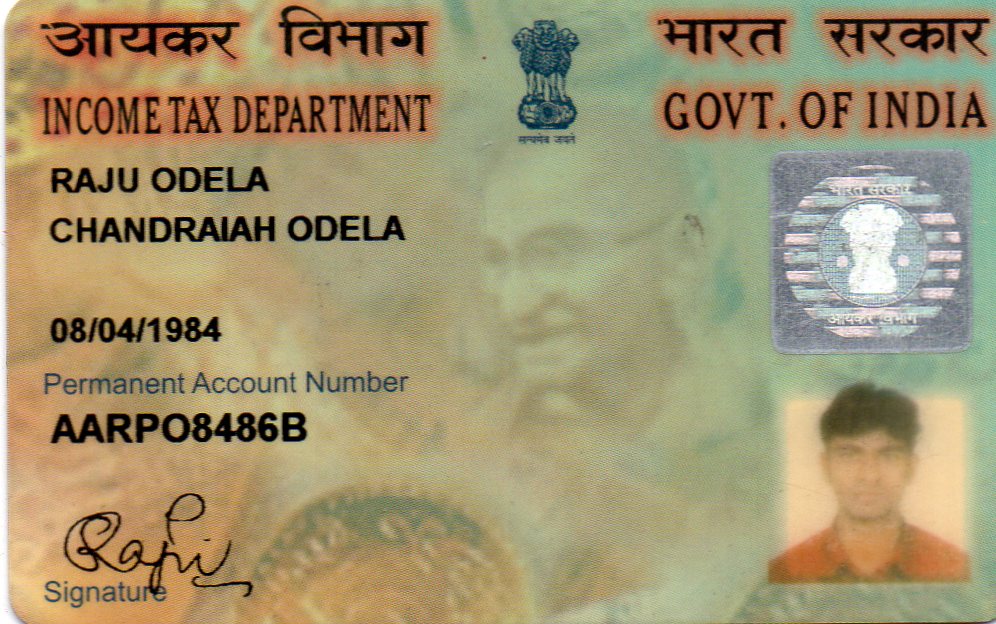 आयकर विभाग
भारत सरकार
INCOME TAX DEPARTMENT
GOVT. OF INDIA
सत्यमेव जयते
RAJU ODELA
CHANDRAIAH ODELA
भारत सरकार
आयकर विभाग
08/04/1984
Permanent Account Number
AARPO8486B
Raju
Signature